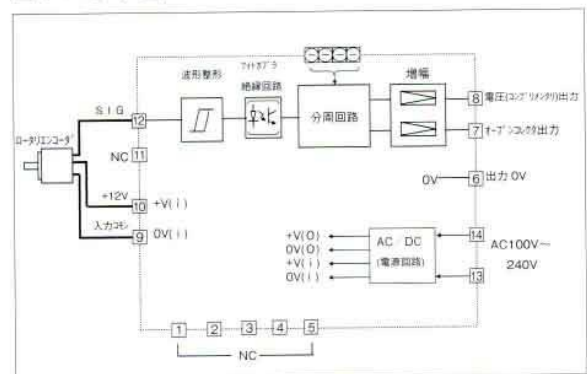 波形整形
フォトカプラ
絶縁回路
分周回路
増幅
SIG
12
ロータリエンコーダ
NC
11
+12V
10
+V(i)
入力コモン
9
0V(i)
8
電圧(コンプリメンタリ)出力
7
オープンコレクタ出力
0V
6
出力 0V
+V(O)
0V(O)
+V(i)
0V(i)
AC DC
(電源回路)
14
AC100V〜
240V
13
1 2 3 4 5
NC